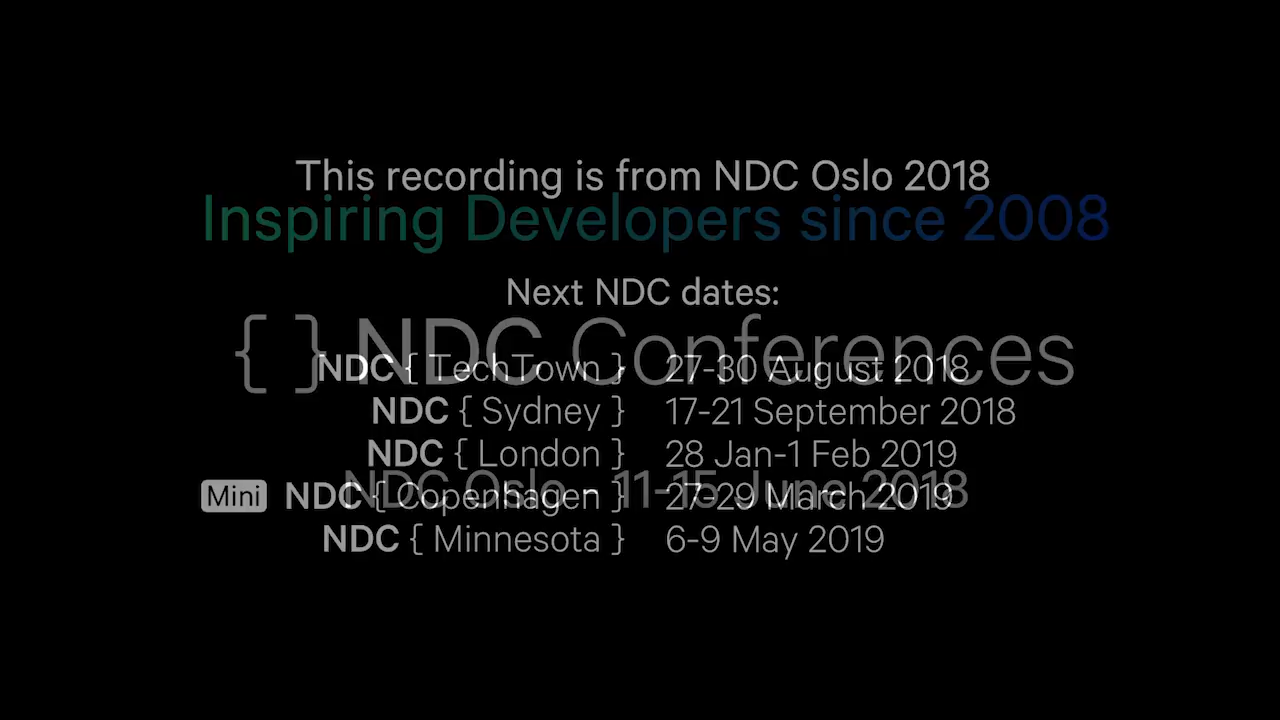 This recording is from NDC Oslo 2018
Inspiring Developers since 2008
Next NDC dates:
{ } NDC Conferences
NDC { TechTown } 27-30 August 2018
NDC { Sydney } 17-21 September 2018
NDC { London } 28 Jan-1 Feb 2019
NDC Oslo - 11-15 June 2018
Mini NDC { Copenhagen } 27-29 March 2019
NDC { Minnesota } 6-9 May 2019